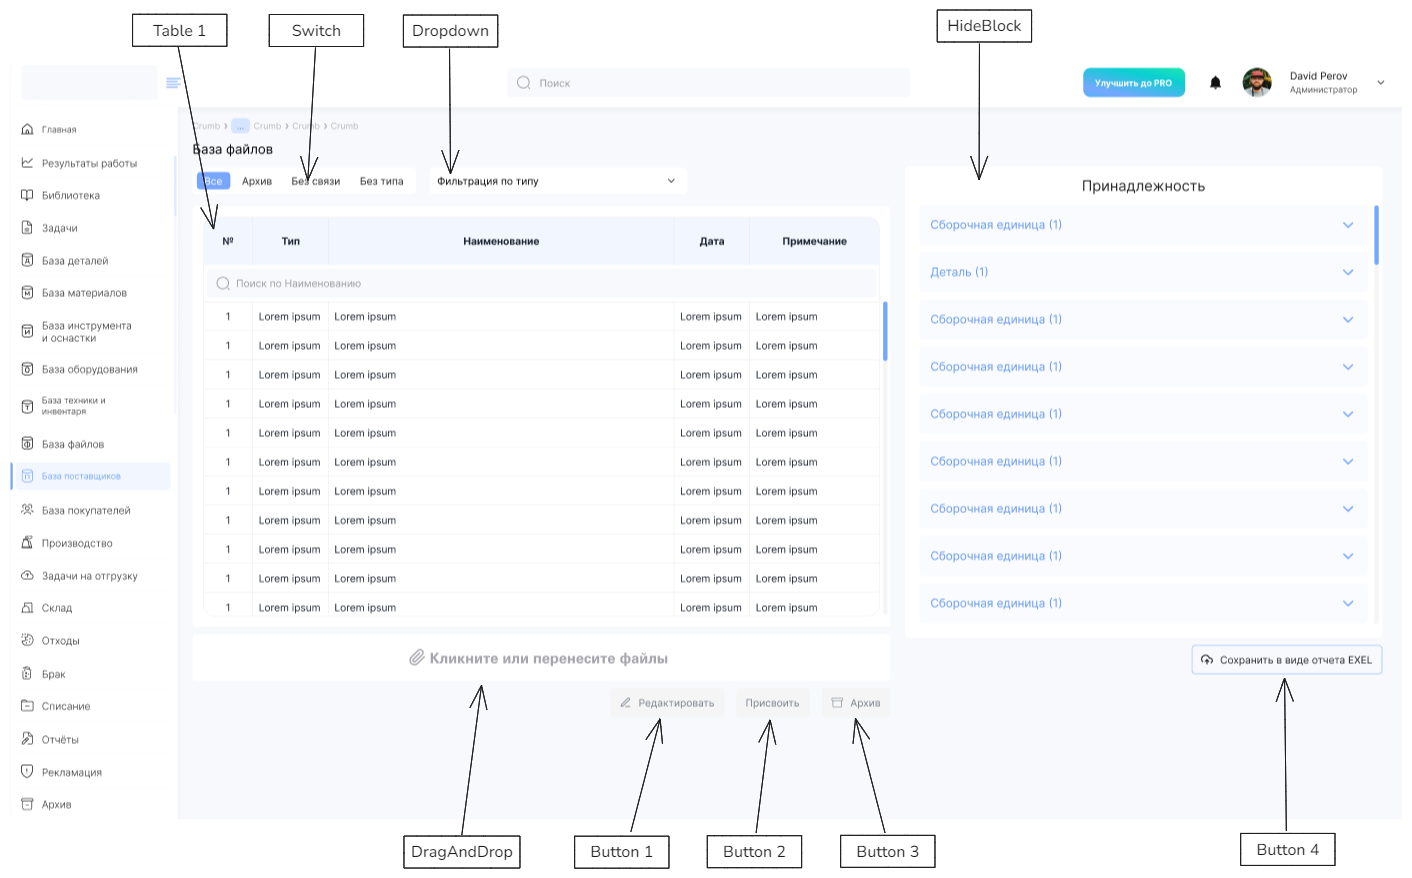 Table 1
Switch
Dropdown
HideBlock
Поиск
Улучшить до PRO
David Perov
Администратор
Главная
Результаты работы
Библиотека
Задачи
База деталей
База материалов
База инструмента
и оснастки
База оборудования
База техники и
инвентаря
База файлов
База поставщиков
База покупателей
Производство
Задачи на отгрузку
Склад
Отходы
Брак
Списание
Отчёты
Рекламация
Архив
Crumb › ... Crumb › Crumb › Crumb
База файлов
Все Архив Без связи Без типа
Фильтрация по типу
№ Тип Наименование Дата Примечание
Поиск по Наименованию
1 Lorem ipsum Lorem ipsum Lorem ipsum Lorem ipsum
1 Lorem ipsum Lorem ipsum Lorem ipsum Lorem ipsum
1 Lorem ipsum Lorem ipsum Lorem ipsum Lorem ipsum
1 Lorem ipsum Lorem ipsum Lorem ipsum Lorem ipsum
1 Lorem ipsum Lorem ipsum Lorem ipsum Lorem ipsum
1 Lorem ipsum Lorem ipsum Lorem ipsum Lorem ipsum
1 Lorem ipsum Lorem ipsum Lorem ipsum Lorem ipsum
1 Lorem ipsum Lorem ipsum Lorem ipsum Lorem ipsum
1 Lorem ipsum Lorem ipsum Lorem ipsum Lorem ipsum
1 Lorem ipsum Lorem ipsum Lorem ipsum Lorem ipsum
1 Lorem ipsum Lorem ipsum Lorem ipsum Lorem ipsum
Кликните или перенесите файлы
Редактировать
Присвоить
Архив
Принадлежность
Сборочная единица (1)
Деталь (1)
Сборочная единица (1)
Сборочная единица (1)
Сборочная единица (1)
Сборочная единица (1)
Сборочная единица (1)
Сборочная единица (1)
Сборочная единица (1)
Сохранить в виде отчета EXEL
DragAndDrop
Button 1
Button 2
Button 3
Button 4